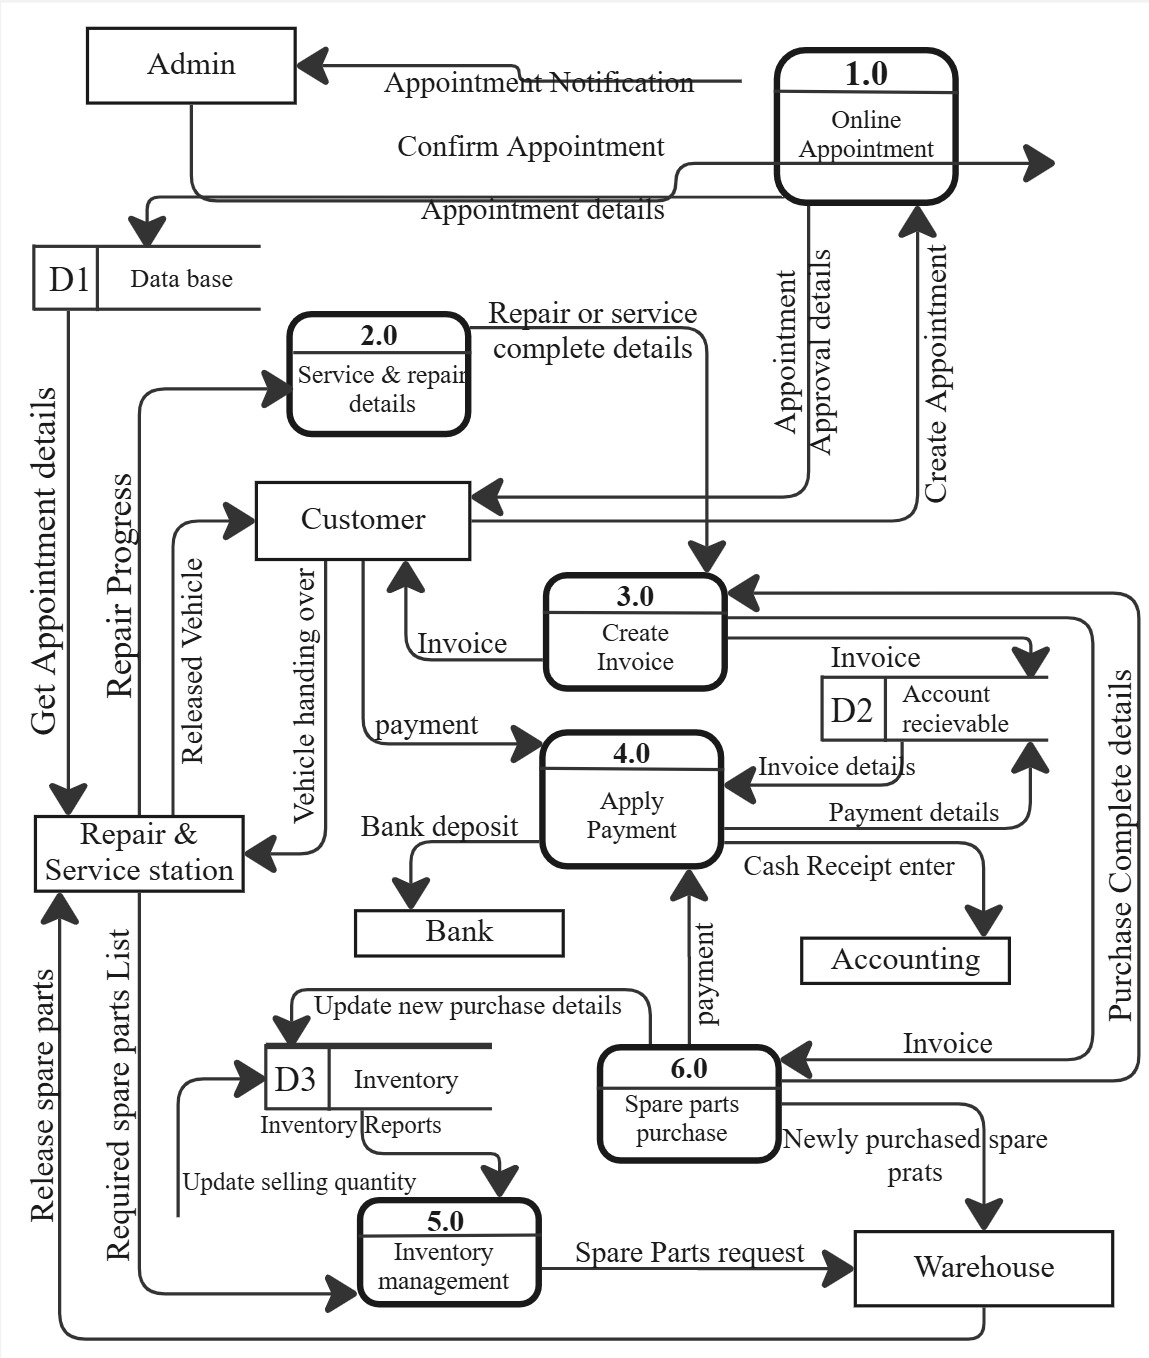 Admin
Appointment Notification
1.0
Online
Appointment
Confirm Appointment
Appointment details
D1
Data base
Appointment
Approval details
Create Appointment
2.0
Service & repair
details
Repair or service
complete details
Get Appointment details
Repair Progress
Released Vehicle
Customer
Vehicle handing over
3.0
Create
Invoice
Invoice
Invoice
D2
Account
recievable
payment
4.0
Apply
Payment
Invoice details
Payment details
Purchase Complete details
Repair &
Service station
Bank deposit
Cash Receipt enter
Bank
Accounting
payment
Release spare parts
Required spare parts List
Update new purchase details
Invoice
D3
Inventory
6.0
Spare parts
purchase
Inventory Reports
Newly purchased spare
prats
Update selling quantity
5.0
Inventory
management
Spare Parts request
Warehouse